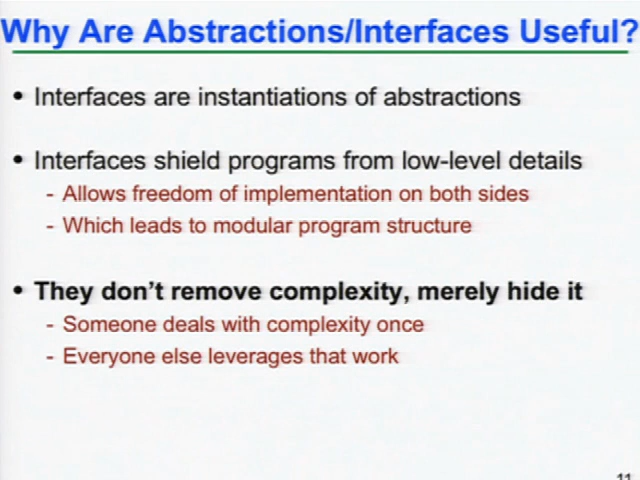 Why Are Abstractions/Interfaces Useful?
• Interfaces are instantiations of abstractions
• Interfaces shield programs from low-level details
- Allows freedom of implementation on both sides
- Which leads to modular program structure
• They don't remove complexity, merely hide it
- Someone deals with complexity once
- Everyone else leverages that work
11